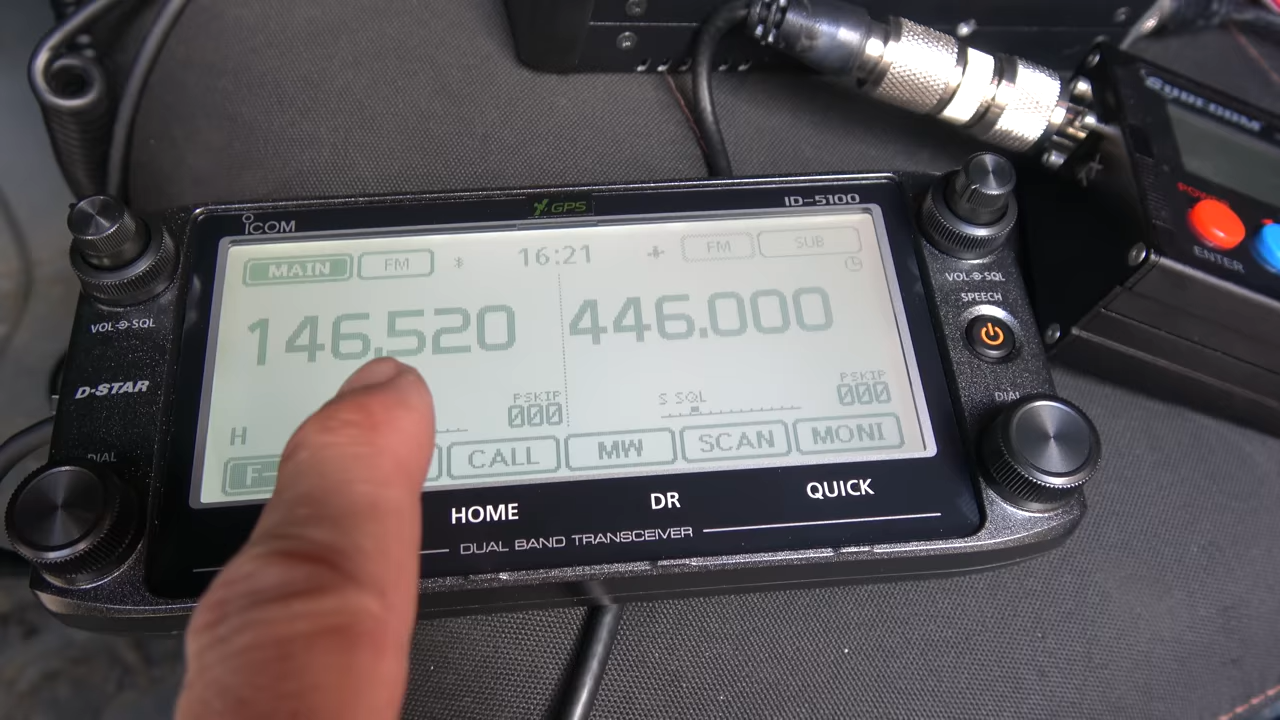 ICOM
GPS
ID-5100
MAIN FM 16:21 FM SUB
146.520 446.000
PSKIP
000
S SQL
PSKIP
000
H
CALL MW SCAN MONI
HOME DR QUICK
DUAL BAND TRANSCEIVER
VOL SQL
D-STAR
DIAL
VOL SQL
SPEECH
DIAL
SURECOM
POWER
ENTER